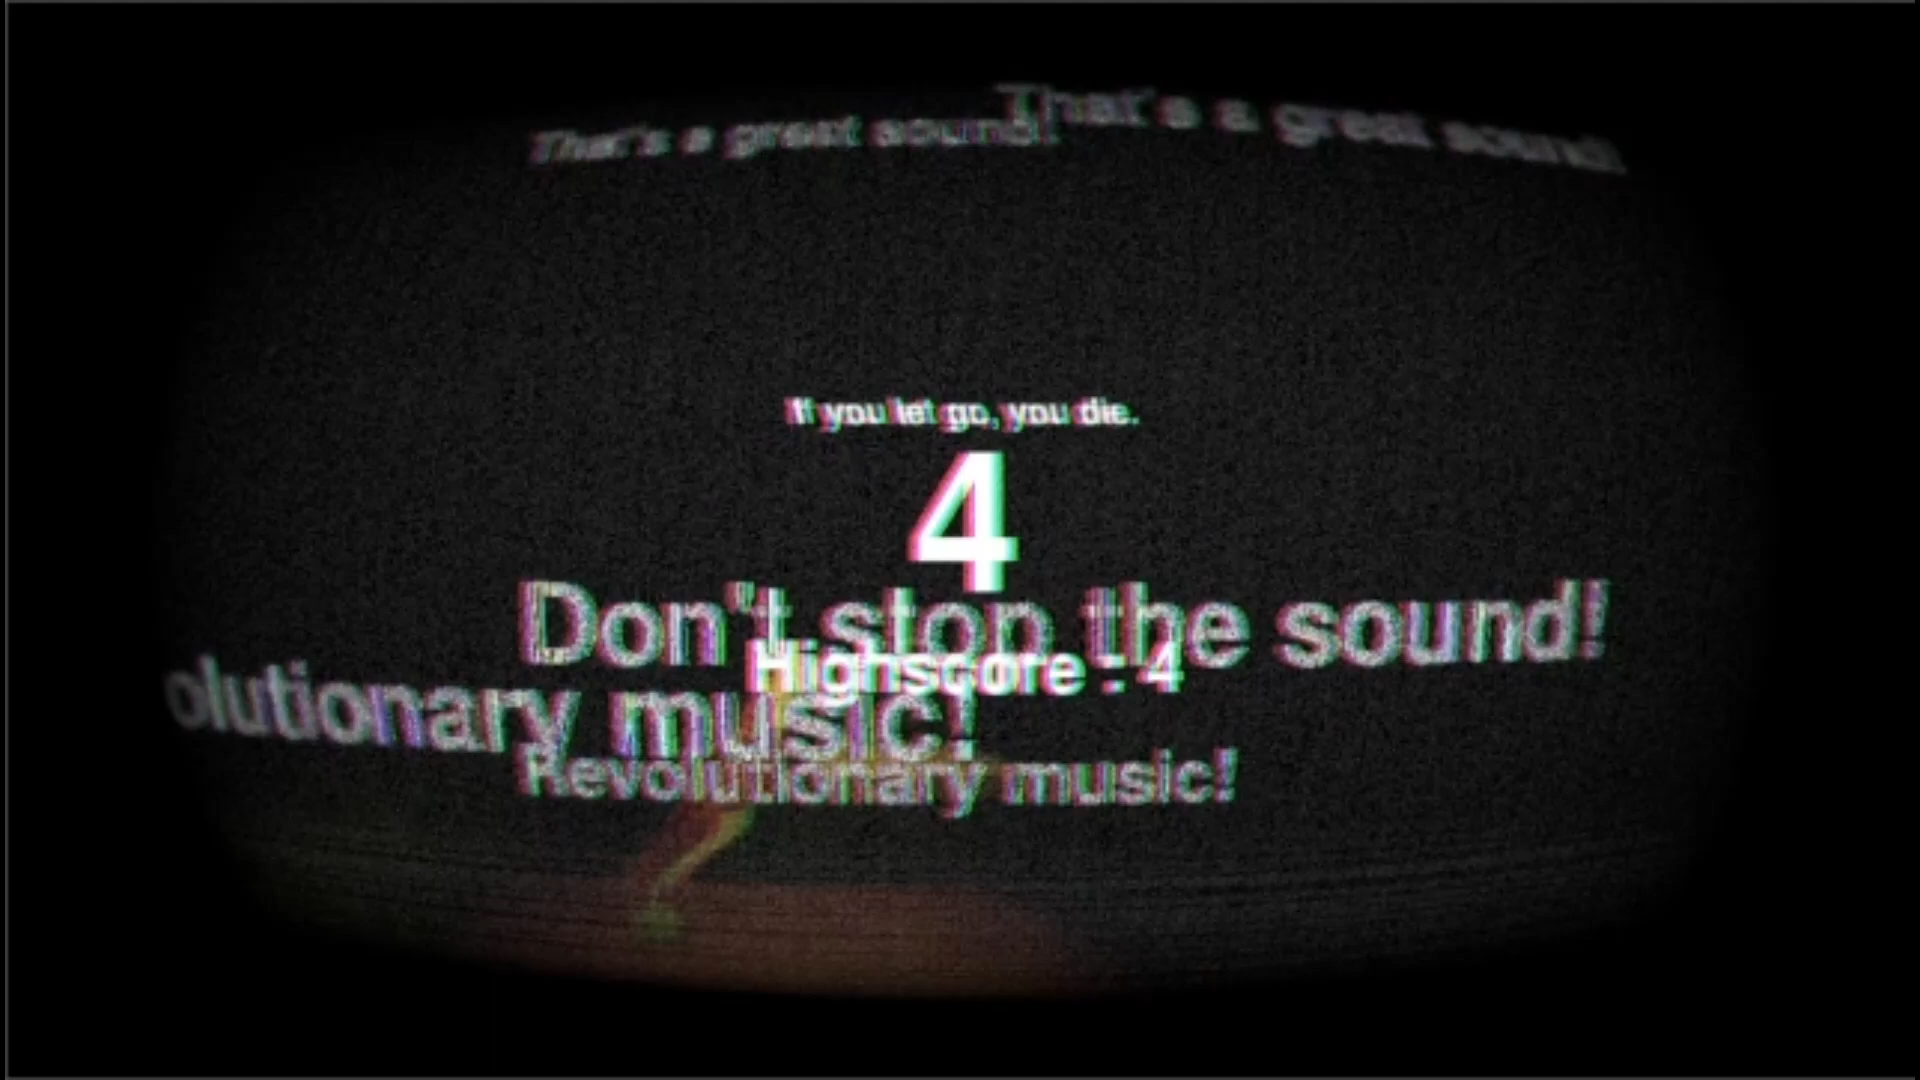 That's a great sound!
That's a great sound!
If you let go, you die.
4
Don't stop the sound!
Highscore : 4
olutionary music!
Revolutionary music!